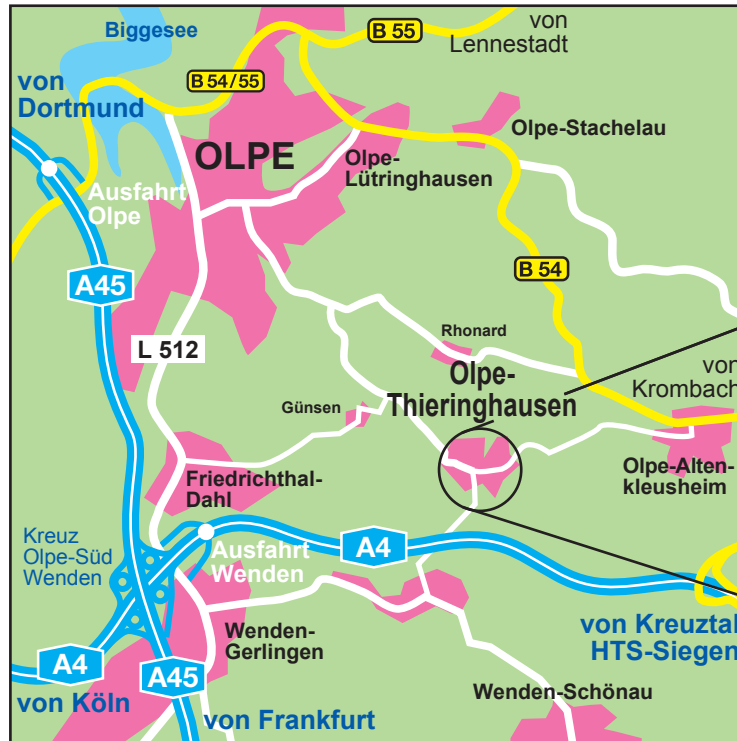 Biggesee
B 55
von
Lennestadt
von
Dortmund
B 54/55
Olpe-Stachelau
OLPE
Olpe-
Lütringhausen
Ausfahrt
Olpe
A45
B 54
L 512
Rhonard
von
Krombach
Olpe-
Thieringhausen
Günsen
Friedrichthal-
Dahl
Olpe-Alten-
kleusheim
Kreuz
Olpe-Süd
Wenden
Ausfahrt
Wenden
A4
Wenden-
Gerlingen
von Kreuztal
HTS-Siegen
A4
A45
von Köln
Wenden-Schönau
von Frankfurt